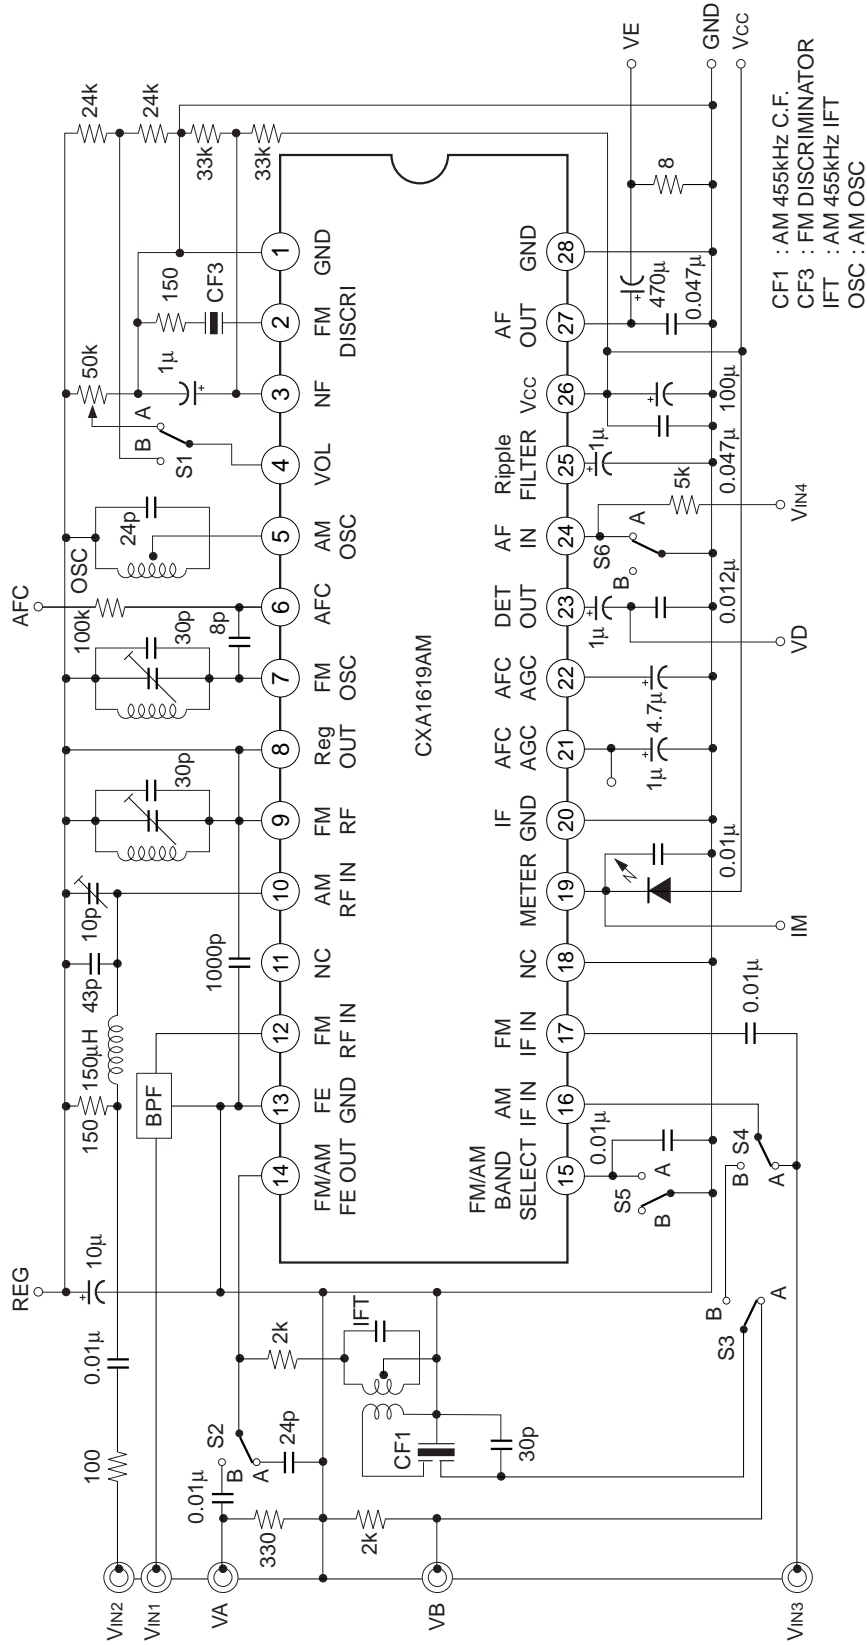 REG
AFC
24k
24k
33k
33k
VE
GND
Vcc
8
470μ
0.047μ
150
CF3
1μ
50k
A
B
S1
24p
OSC
100k
8p
30p
30p
10p
43p
1000p
150μH
150
BPF
10μ
0.01μ
100
VIN2
VIN1
VA
VB
VIN3
14
13
12
11
10
9
8
7
6
5
4
3
2
1
FM/AM
FE OUT
FE
GND
FM
RF IN
NC
AM
RF IN
FM
RF
Reg
OUT
FM
OSC
AFC
AM
OSC
VOL
NF
FM
DISCRI
GND
CXA1619AM
FM/AM
BAND
SELECT
AM
IF IN
FM
IF IN
NC
METER
IF
GND
AFC
AGC
AFC
AGC
DET
OUT
AF
IN
Ripple
FILTER
Vcc
AF
OUT
GND
15
16
17
18
19
20
21
22
23
24
25
26
27
28
0.01μ
S2
B
A
24p
330
2k
2k
IFT
CF1
30p
S3
B
A
S4
B
A
S5
B
A
0.01μ
0.01μ
IM
0.01μ
1μ
4.7μ
1μ
0.012μ
VD
S6
B
A
5k
VIN4
1μ
0.047μ
100μ
CF1 : AM 455kHz C.F.
CF3 : FM DISCRIMINATOR
IFT : AM 455kHz IFT
OSC : AM OSC